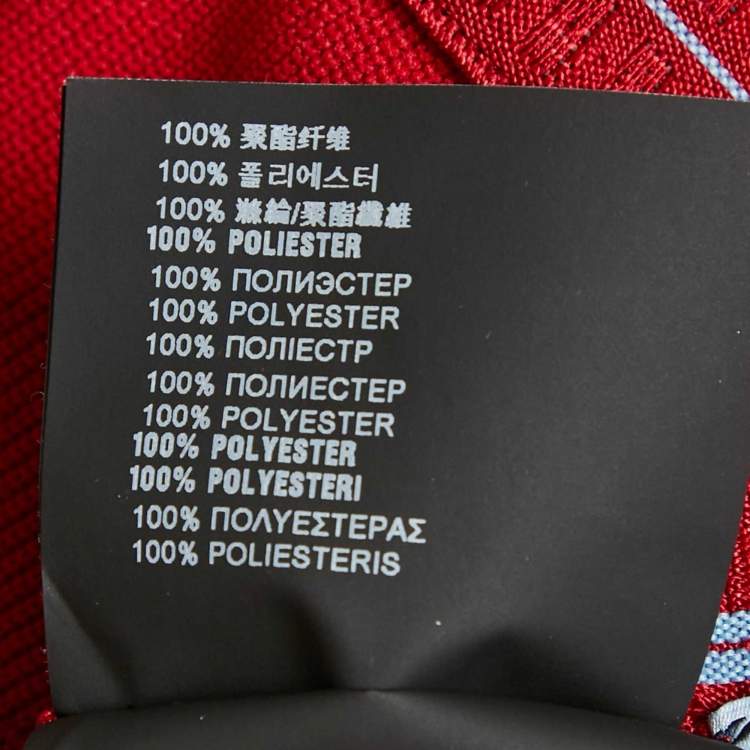 100% 聚酯纤维
100% 폴리에스터
100% 滌綸/聚酯纖維
100% POLIESTER
100% ПОЛИЭСТЕР
100% POLYESTER
100% ПОЛІЕСТР
100% ПОЛИЕСТЕР
100% POLYESTER
100% POLYESTER
100% POLYESTERI
100% ΠΟΛΥΕΣΤΕΡΑΣ
100% POLIESTERIS